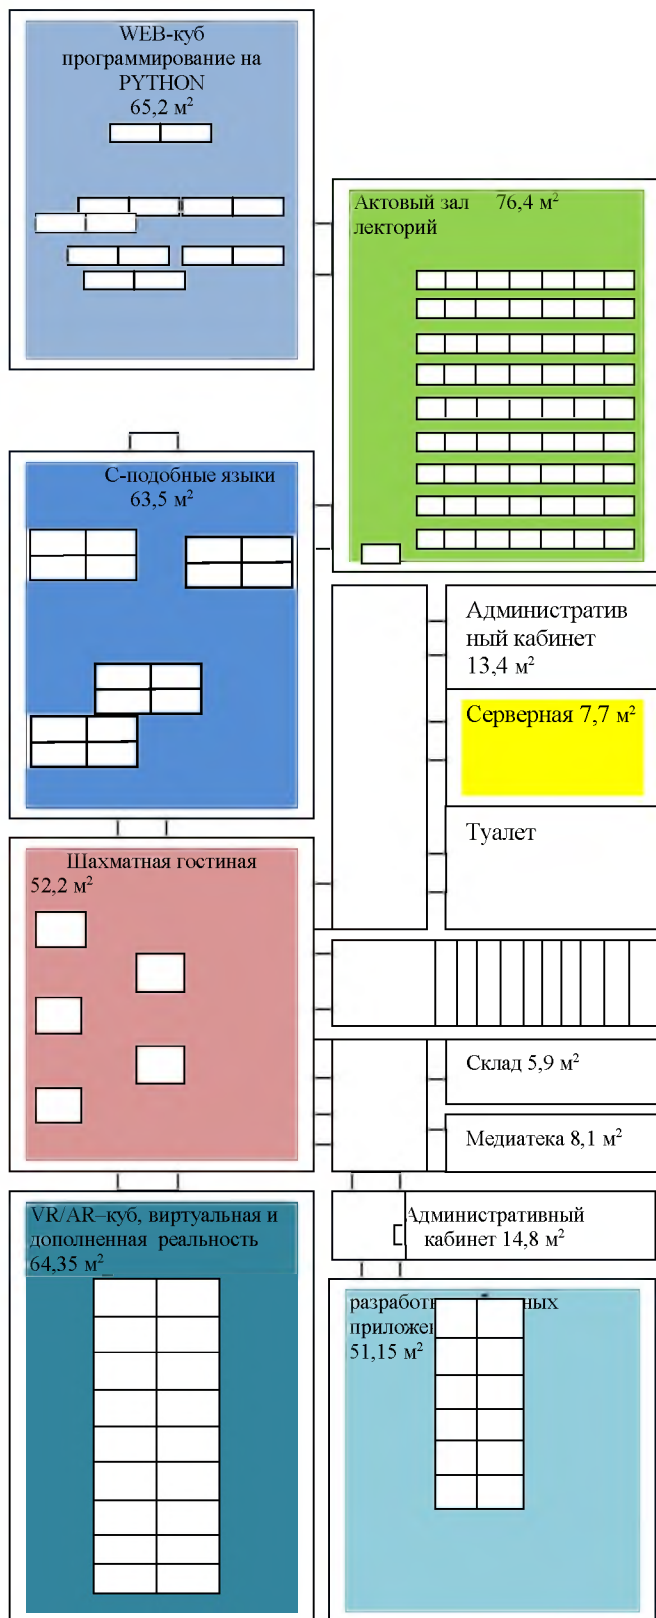 WEB-куб
программирование на
PYTHON
65,2 м²
Актовый зал 76,4 м²
лекторий
С-подобные языки
63,5 м²
Административ
ный кабинет
13,4 м²
Серверная 7,7 м²
Туалет
Шахматная гостиная
52,2 м²
Склад 5,9 м²
Медиатека 8,1 м²
VR/AR–куб, виртуальная и
дополненная реальность
64,35 м²
Административный
кабинет 14,8 м²
51,15 м²